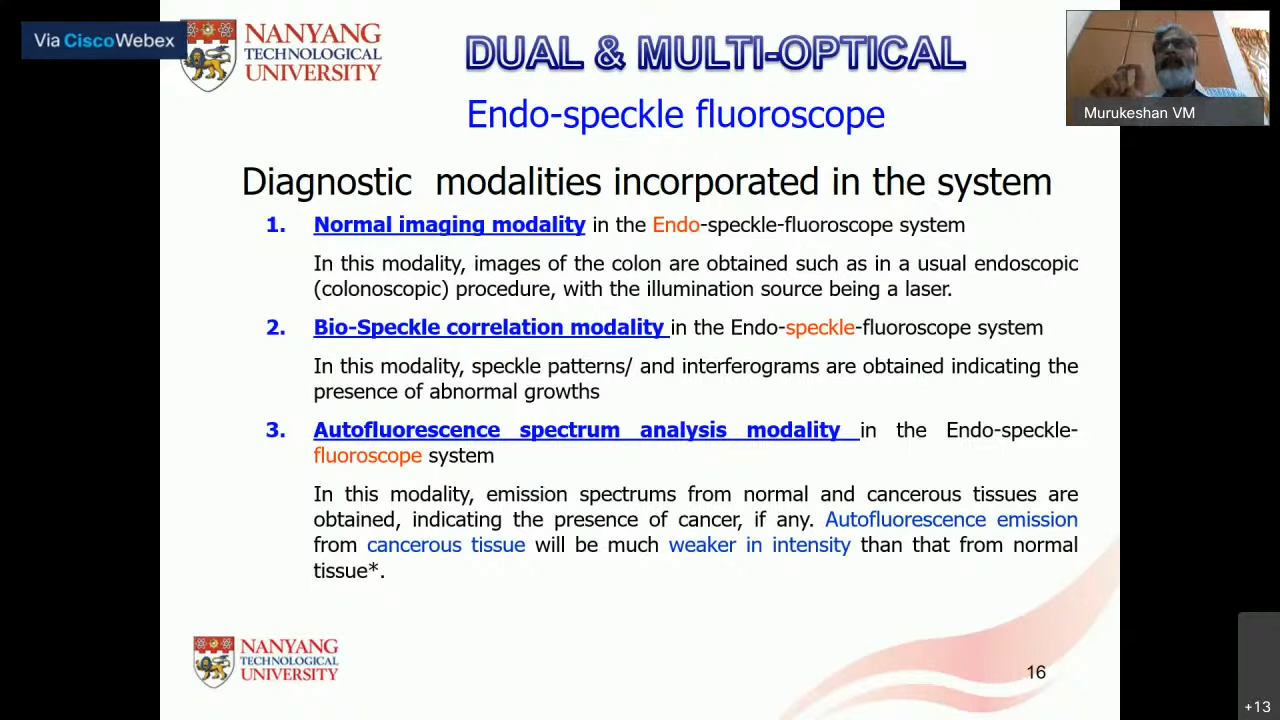 Via CiscoWebex
NANYANG
TECHNOLOGICAL
UNIVERSITY
DUAL & MULTI-OPTICAL
Endo-speckle fluoroscope
Murukeshan VM
Diagnostic modalities incorporated in the system
1. Normal imaging modality in the Endo-speckle-fluoroscope system
In this modality, images of the colon are obtained such as in a usual endoscopic
(colonoscopic) procedure, with the illumination source being a laser.
2. Bio-Speckle correlation modality in the Endo-speckle-fluoroscope system
In this modality, speckle patterns/ and interferograms are obtained indicating the
presence of abnormal growths
3. Autofluorescence spectrum analysis modality in the Endo-speckle-
fluoroscope system
In this modality, emission spectrums from normal and cancerous tissues are
obtained, indicating the presence of cancer, if any. Autofluorescence emission
from cancerous tissue will be much weaker in intensity than that from normal
tissue*.
NANYANG
TECHNOLOGICAL
UNIVERSITY
16
+13